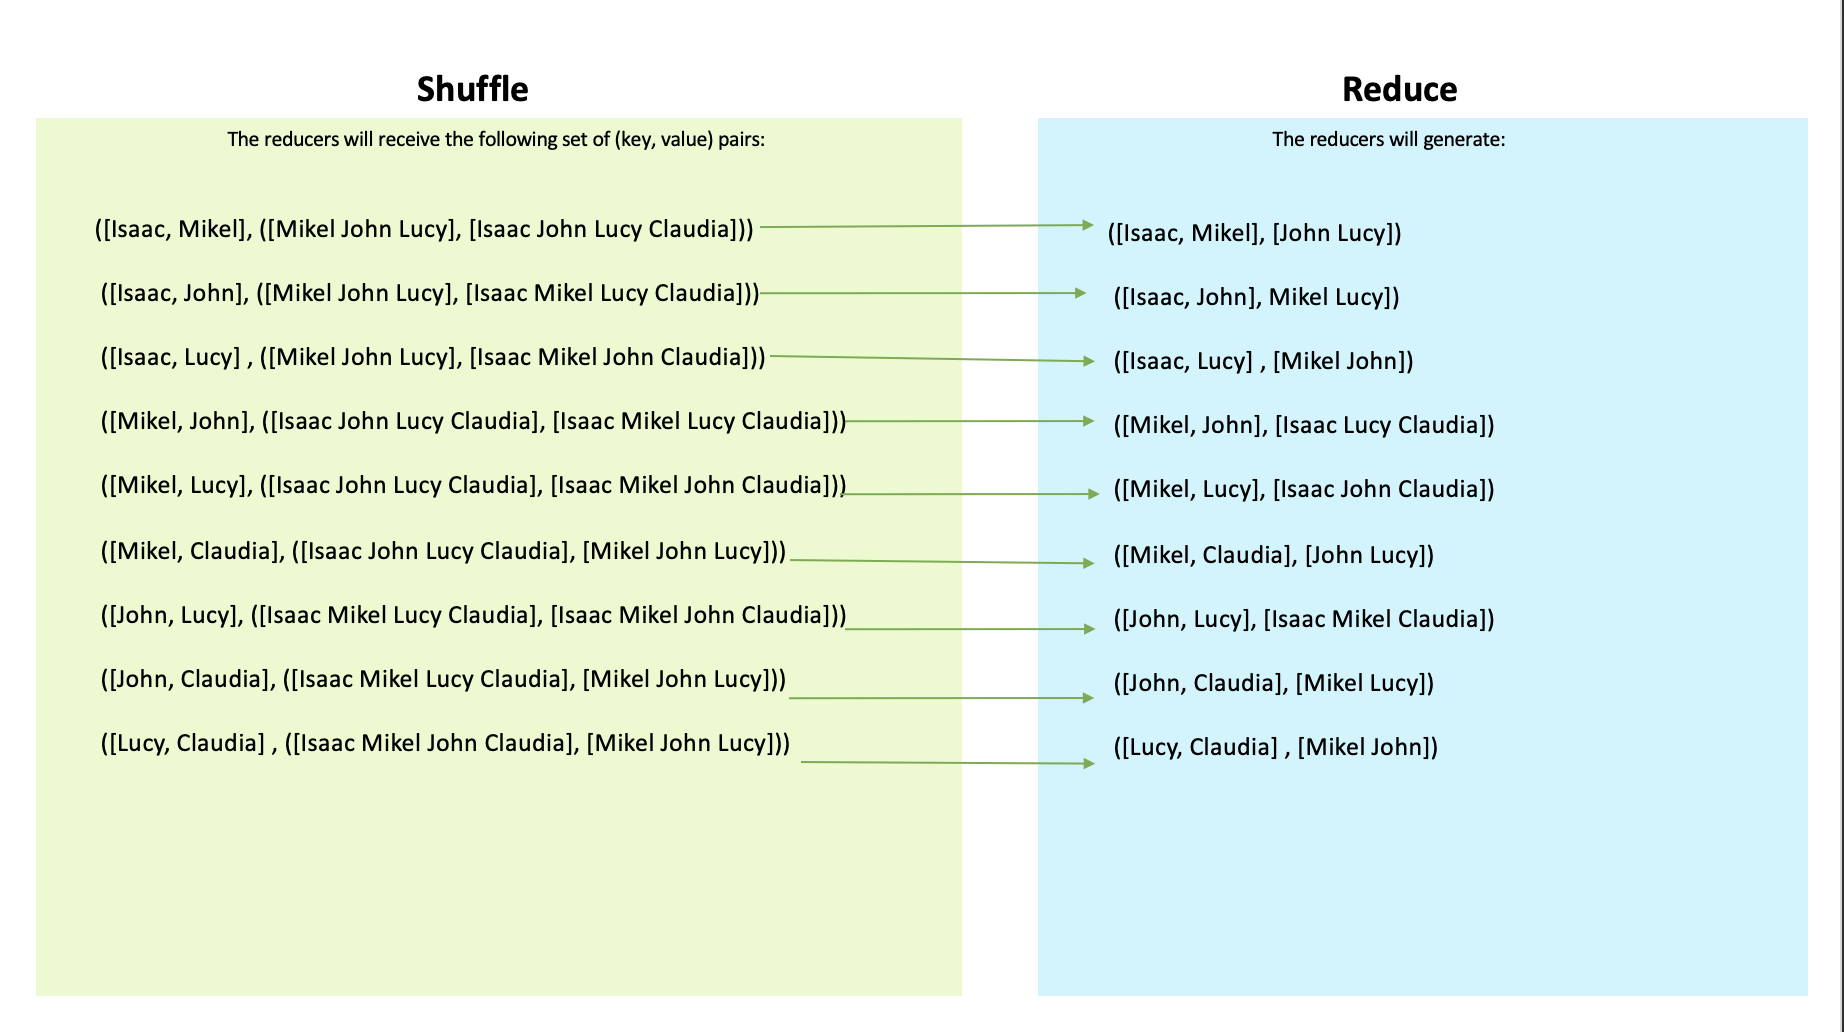 Shuffle
The reducers will receive the following set of (key, value) pairs:
([Isaac, Mikel], ([Mikel John Lucy], [Isaac John Lucy Claudia]))
([Isaac, John], ([Mikel John Lucy], [Isaac Mikel Lucy Claudia]))
([Isaac, Lucy] , ([Mikel John Lucy], [Isaac Mikel John Claudia]))
([Mikel, John], ([Isaac John Lucy Claudia], [Isaac Mikel Lucy Claudia]))
([Mikel, Lucy], ([Isaac John Lucy Claudia], [Isaac Mikel John Claudia]))
([Mikel, Claudia], ([Isaac John Lucy Claudia], [Mikel John Lucy]))
([John, Lucy], ([Isaac Mikel Lucy Claudia], [Isaac Mikel John Claudia]))
([John, Claudia], ([Isaac Mikel Lucy Claudia], [Mikel John Lucy]))
([Lucy, Claudia] , ([Isaac Mikel John Claudia], [Mikel John Lucy]))
Reduce
The reducers will generate:
([Isaac, Mikel], [John Lucy])
([Isaac, John], Mikel Lucy])
([Isaac, Lucy] , [Mikel John])
([Mikel, John], [Isaac Lucy Claudia])
([Mikel, Lucy], [Isaac John Claudia])
([Mikel, Claudia], [John Lucy])
([John, Lucy], [Isaac Mikel Claudia])
([John, Claudia], [Mikel Lucy])
([Lucy, Claudia] , [Mikel John])